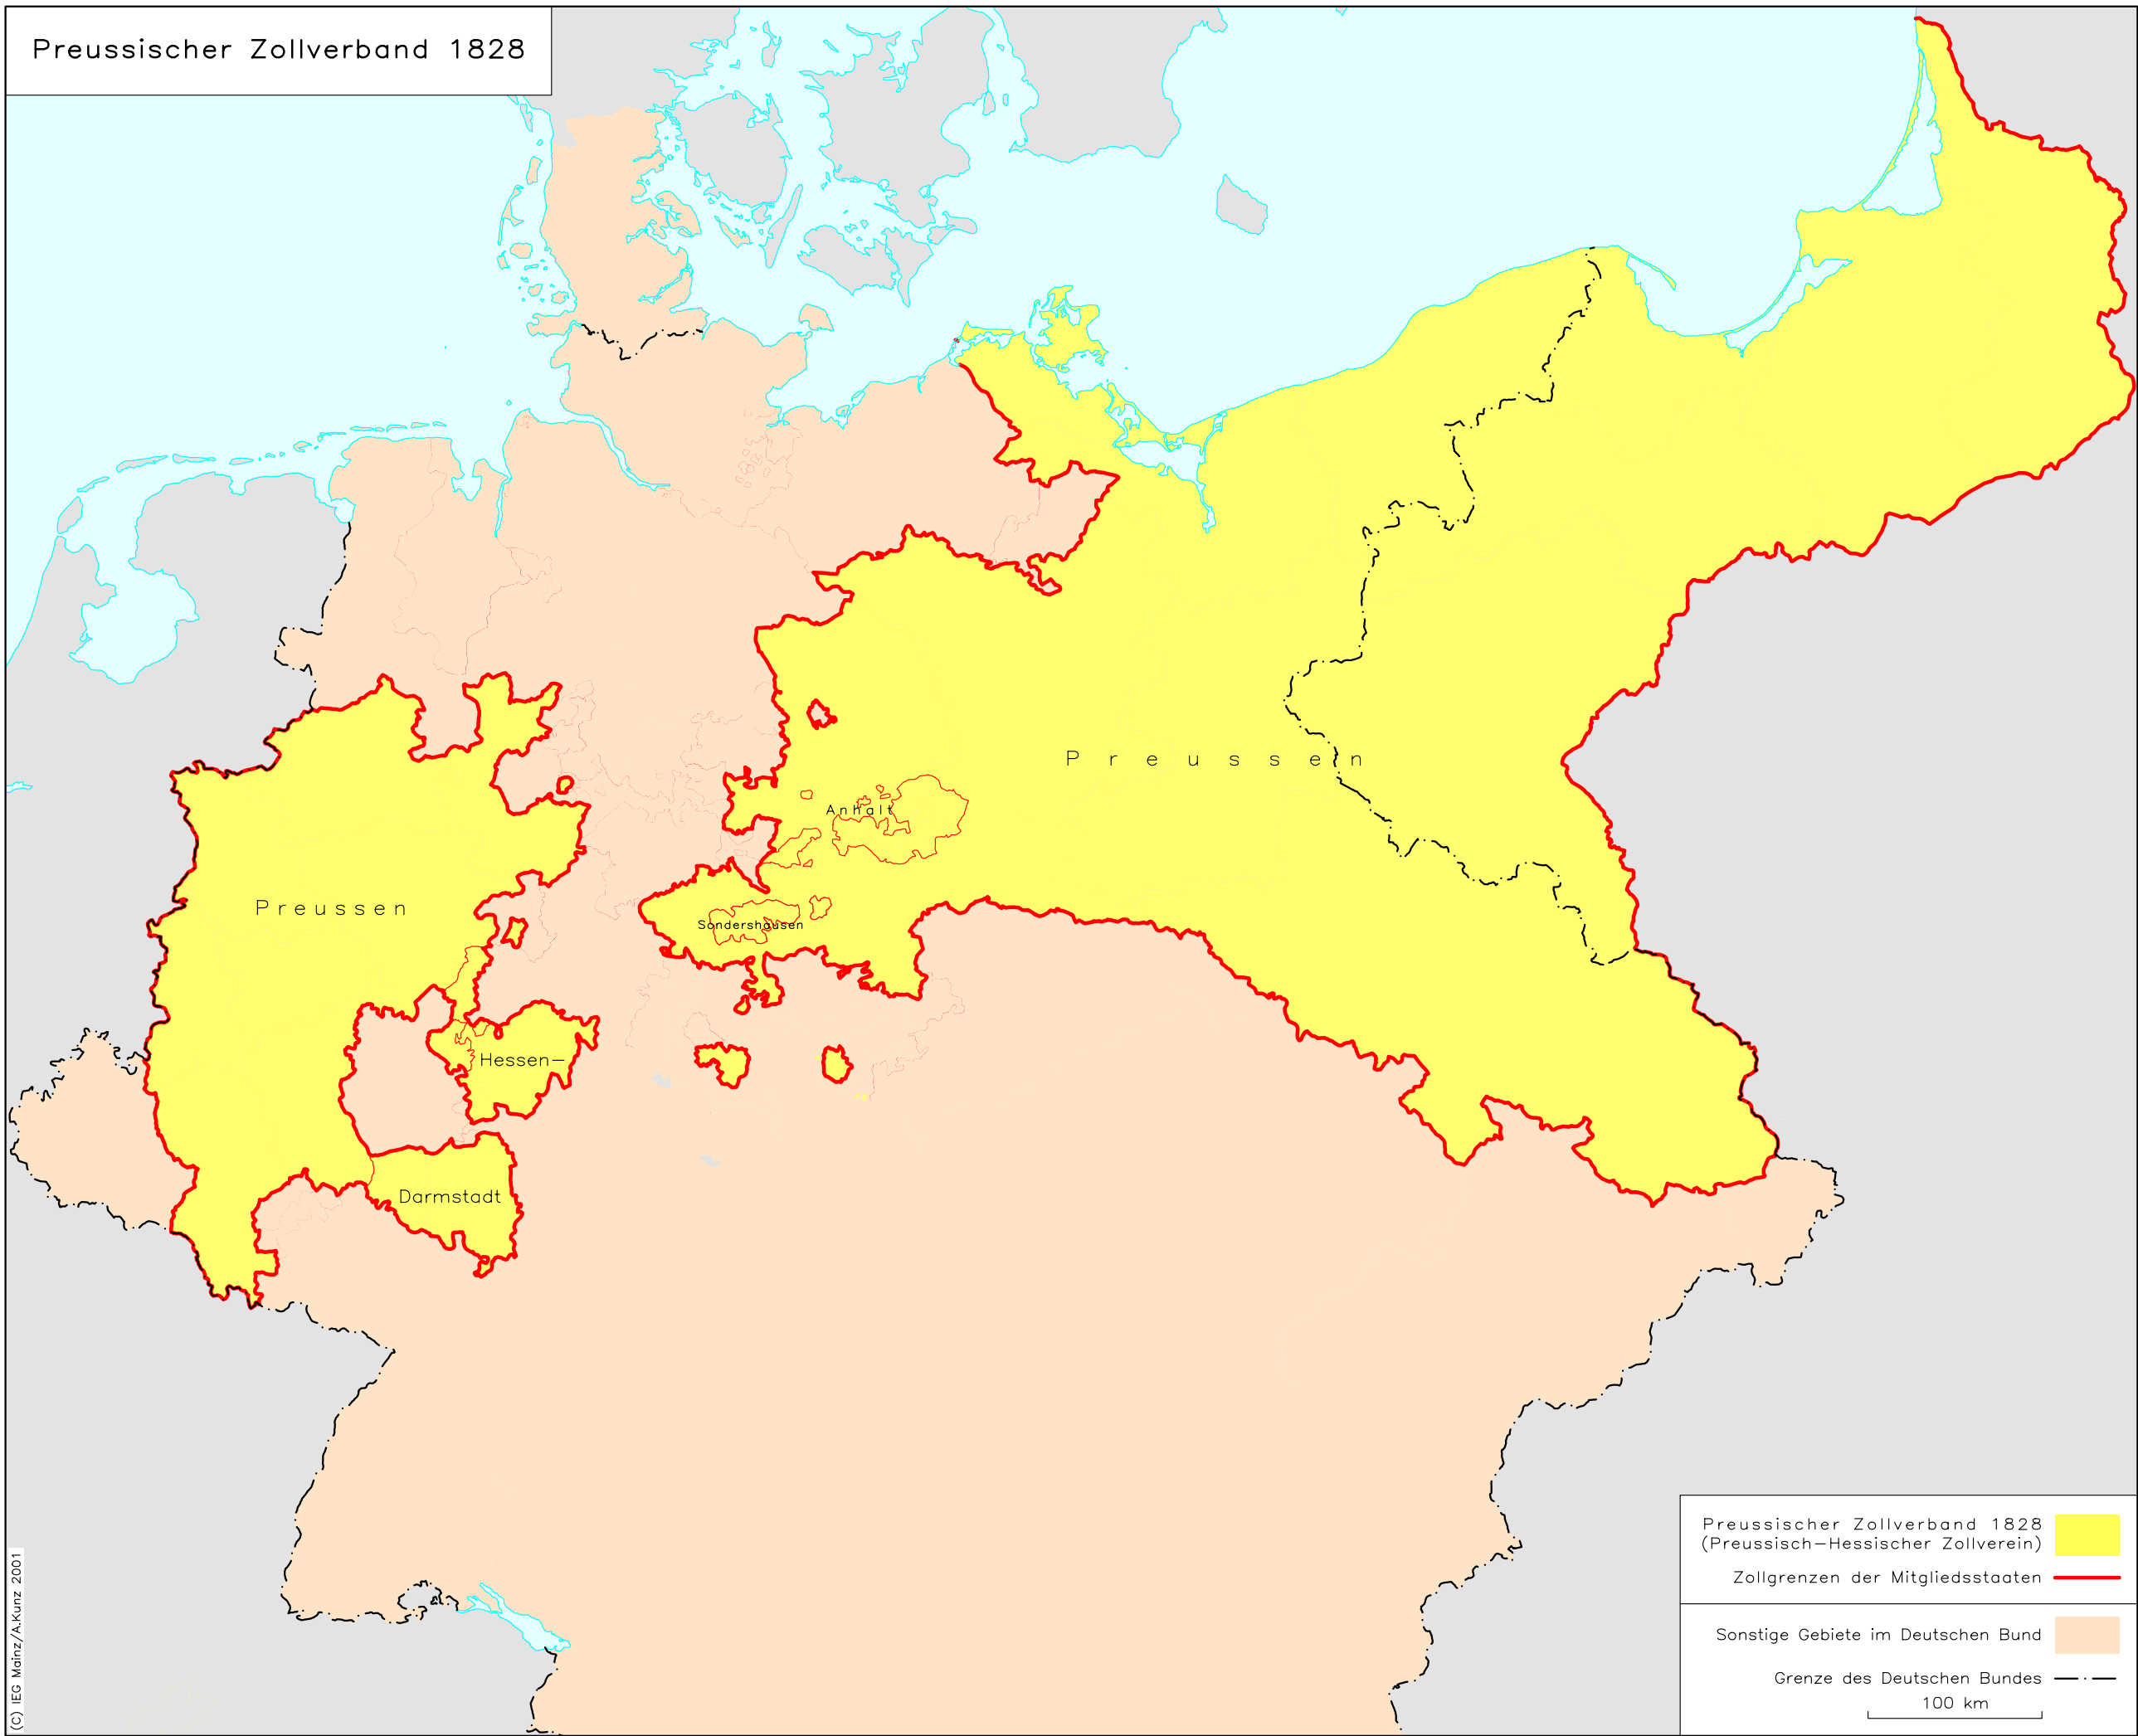 Preussischer Zollverband 1828
Preussen
Anhalt
Preussen
Sondershausen
Hessen–
Darmstadt
Preussischer Zollverband 1828
(Preussisch–Hessischer Zollverein)
Zollgrenzen der Mitgliedsstaaten
Sonstige Gebiete im Deutschen Bund
Grenze des Deutschen Bundes
100 km
(C) IEG Mainz/A.Kunz 2001